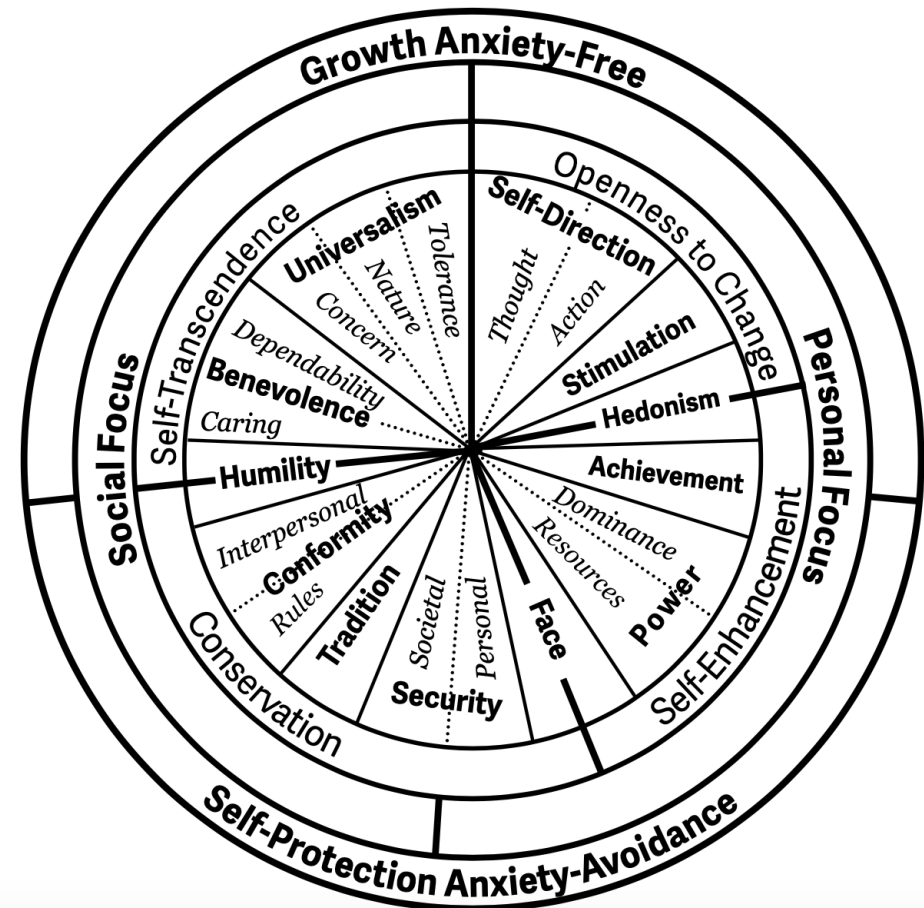 Growth Anxiety-Free
Openness to Change
Self-Transcendence
Universalism
Self-Direction
Tolerance
Nature
Concern
Thought
Action
Stimulation
Dependability
Benevolence
Caring
Hedonism
Social Focus
Personal Focus
Humility
Achievement
Interpersonal
Conformity
Rules
Dominance
Resources
Power
Tradition
Societal
Personal
Security
Face
Conservation
Self-Enhancement
Self-Protection Anxiety-Avoidance